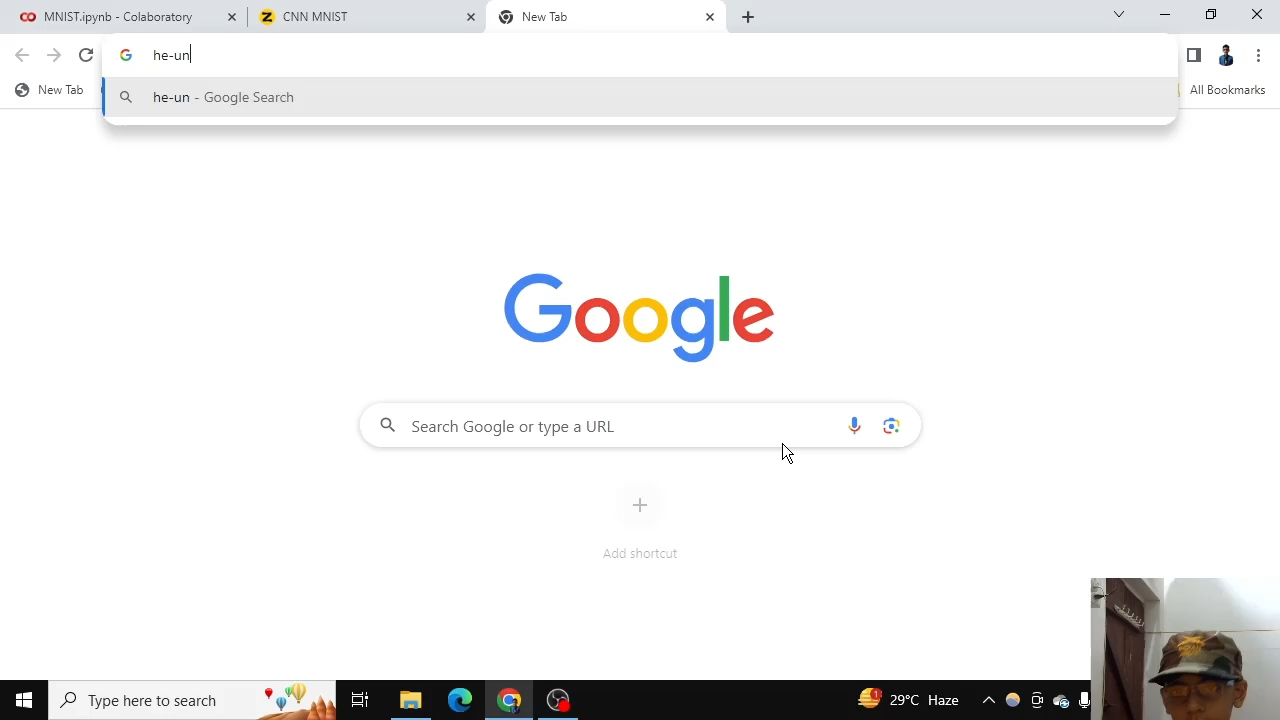 MNIST.ipynb - Colaboratory
CNN MNIST
New Tab
he-un
New Tab
All Bookmarks
he-un - Google Search
Google
Search Google or type a URL
Add shortcut
Type here to search
1
29°C Haze